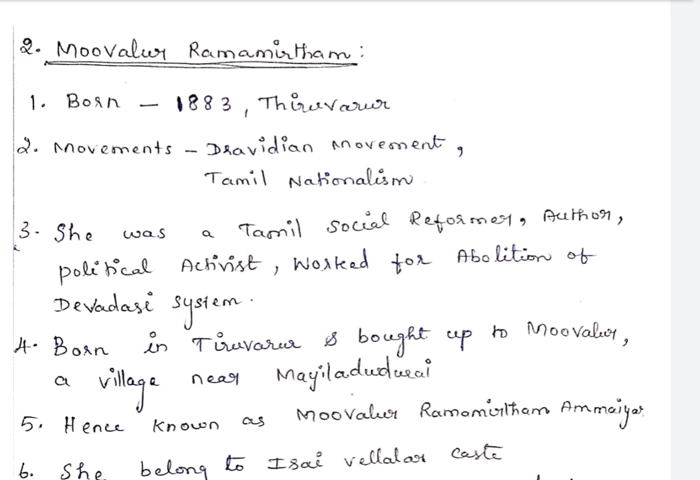 2. Moovalur Ramamirtham :
1. Born – 1883, Thiruvarur
2. Movements – Dravidian Movement,
Tamil Nationalism
3. She was a Tamil Social Reformer, Author,
political Activist, Worked for Abolition of
Devadasi System.
4. Born in Tiruvarur & bought up to Moovalur,
a village near Mayiladudurai
5. Hence known as Moovalur Ramamirtham Ammaiyar
6. She belong to Isai vellalar caste